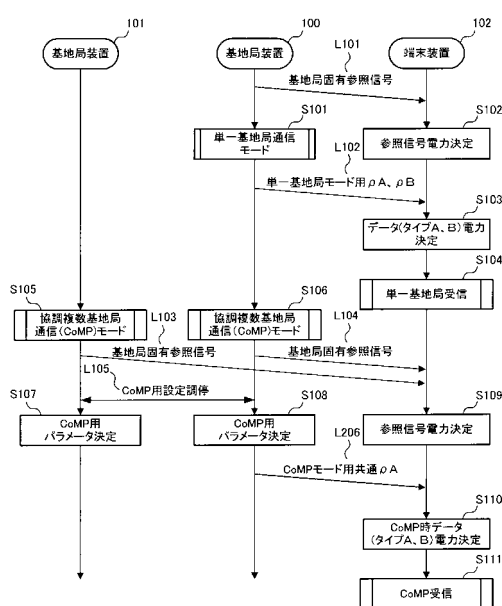 101
100
102
基地局装置
基地局装置
端末装置
L101
基地局固有参照信号
S101
S102
単一基地局通信
モード
参照信号電力決定
L102
単一基地局モード用ρA、ρB
S103
データ(タイプA、B)電力
決定
S104
単一基地局受信
S105
L103
S106
L104
協調複数基地局
通信(CoMP)モード
協調複数基地局
通信(CoMP)モード
基地局固有参照信号
基地局固有参照信号
L105
CoMP用設定調停
S107
S108
S109
CoMP用
パラメータ決定
CoMP用
パラメータ決定
参照信号電力決定
L206
CoMPモード用共通ρA
S110
CoMP時データ
(タイプA、B)電力決定
S111
CoMP受信